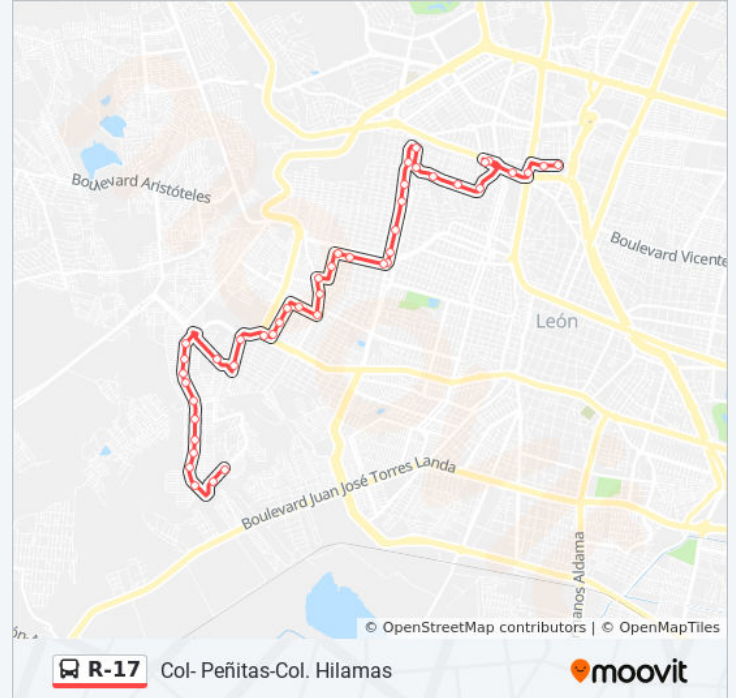 Boulevard Aristóteles
Boulevard Vicente
León
Boulevard Juan José Torres Landa
anos Aldama
© OpenStreetMap contributors | © OpenMapTiles
R-17 Col- Peñitas-Col. Hilamas
moovit